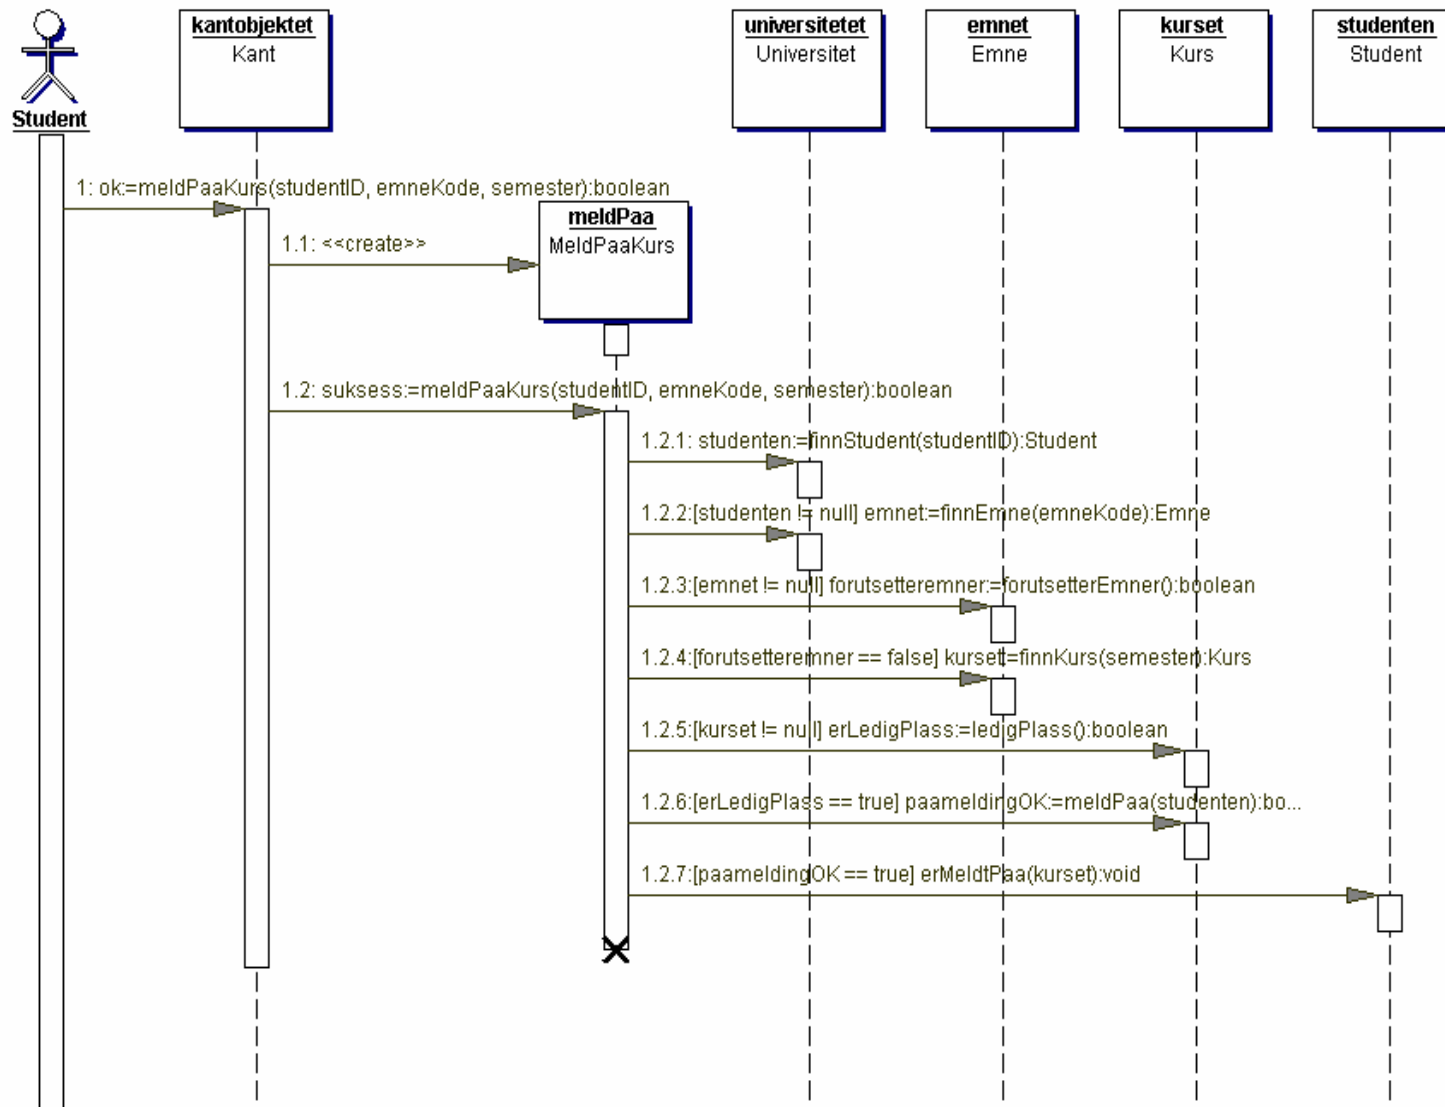 kantobjektet
Kant
universitetet
Universitet
emnet
Emne
kurset
Kurs
studenten
Student
Student
1: ok:=meldPaaKurs(studentID, emneKode, semester):boolean
meldPaa
MeldPaaKurs
1.1: <<create>>
1.2: suksess:=meldPaaKurs(studentID, emneKode, semester):boolean
1.2.1: studenten:=finnStudent(studentID):Student
1.2.2:[studenten != null] emnet:=finnEmne(emneKode):Emne
1.2.3:[emnet != null] forutsetteremner:=forutsetterEmner():boolean
1.2.4:[forutsetteremner == false] kurset:=finnKurs(semester):Kurs
1.2.5:[kurset != null] erLedigPlass:=ledigPlass():boolean
1.2.6:[erLedigPlass == true] paameldingOK:=meldPaa(studenten):bo...
1.2.7:[paameldingOK == true] erMeldtPaa(kurset):void